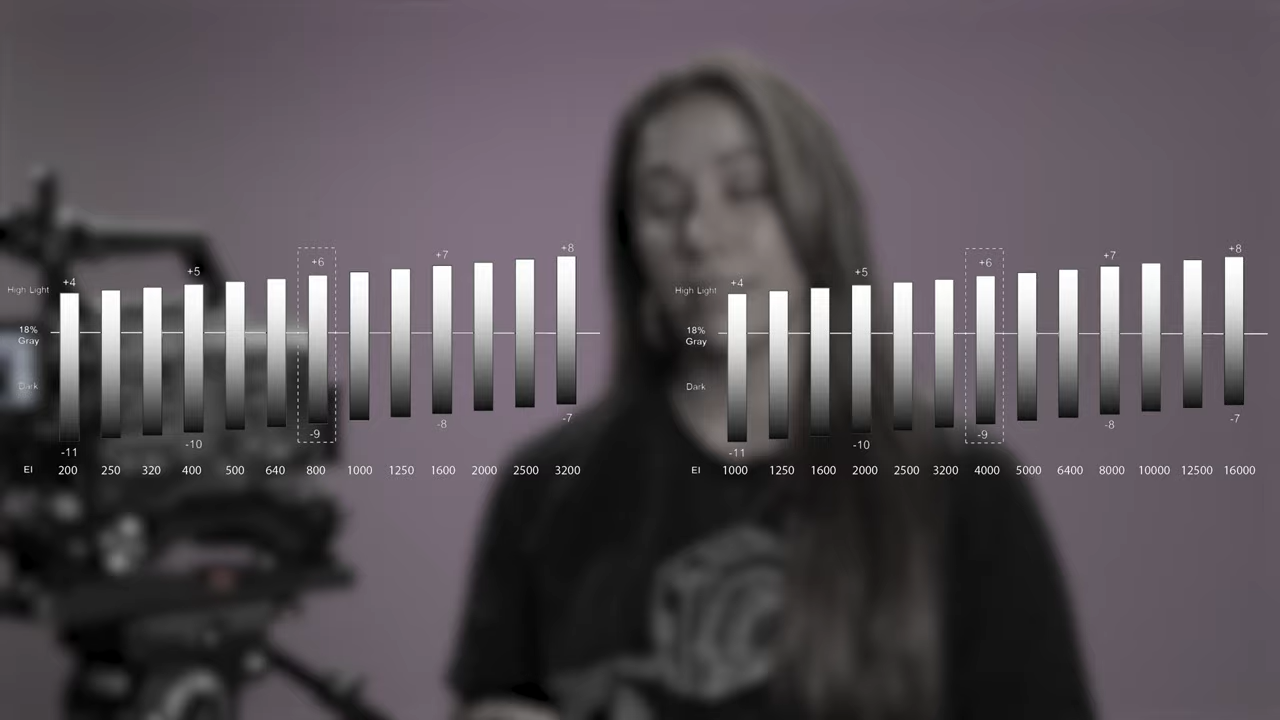 +4 +5 +6 +7 +8
High Light
18%
Gray
Dark
-11 -10 -9 -8 -7
EI 200 250 320 400 500 640 800 1000 1250 1600 2000 2500 3200
+4 +5 +6 +7 +8
High Light
18%
Gray
Dark
-11 -10 -9 -8 -7
EI 1000 1250 1600 2000 2500 3200 4000 5000 6400 8000 10000 12500 16000